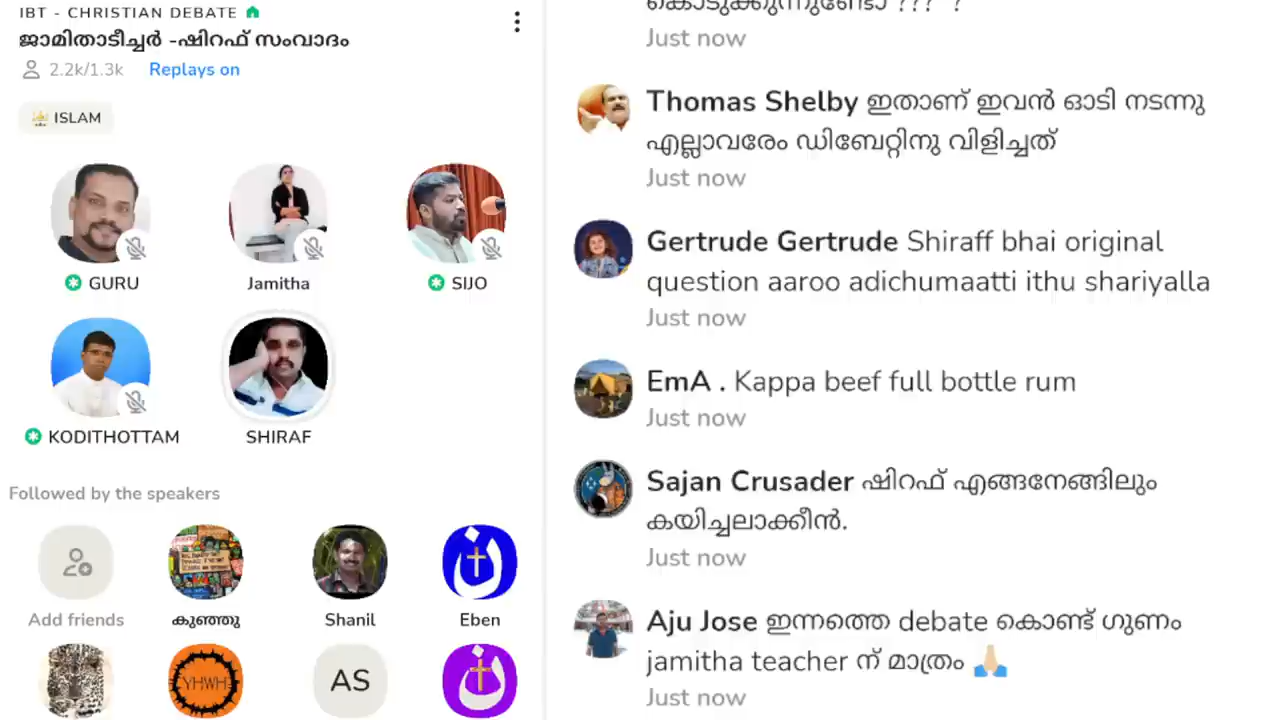 IBT - CHRISTIAN DEBATE
ജാമിതാടീച്ചർ -ഷിറഫ് സംവാദം
2.2k/1.3k Replays on
ISLAM
GURU
Jamitha
SIJO
KODITHOTTAM
SHIRAF
Followed by the speakers
Add friends
കുഞ്ഞു
Shanil
Eben
YHWH
AS
കൊടുക്കുന്നുണ്ടോ ??? ?
Just now
Thomas Shelby ഇതാണ് ഇവൻ ഓടി നടന്നു
എല്ലാവരേം ഡിബേറ്റിനു വിളിച്ചത്
Just now
Gertrude Gertrude Shiraff bhai original
question aaroo adichumaatti ithu shariyalla
Just now
EmA . Kappa beef full bottle rum
Just now
Sajan Crusader ഷിറഫ് എങ്ങനേങ്ങിലും
കയിച്ചലാക്കീൻ.
Just now
Aju Jose ഇന്നത്തെ debate കൊണ്ട് ഗുണം
jamitha teacher ന് മാത്രം 🙏🏼
Just now